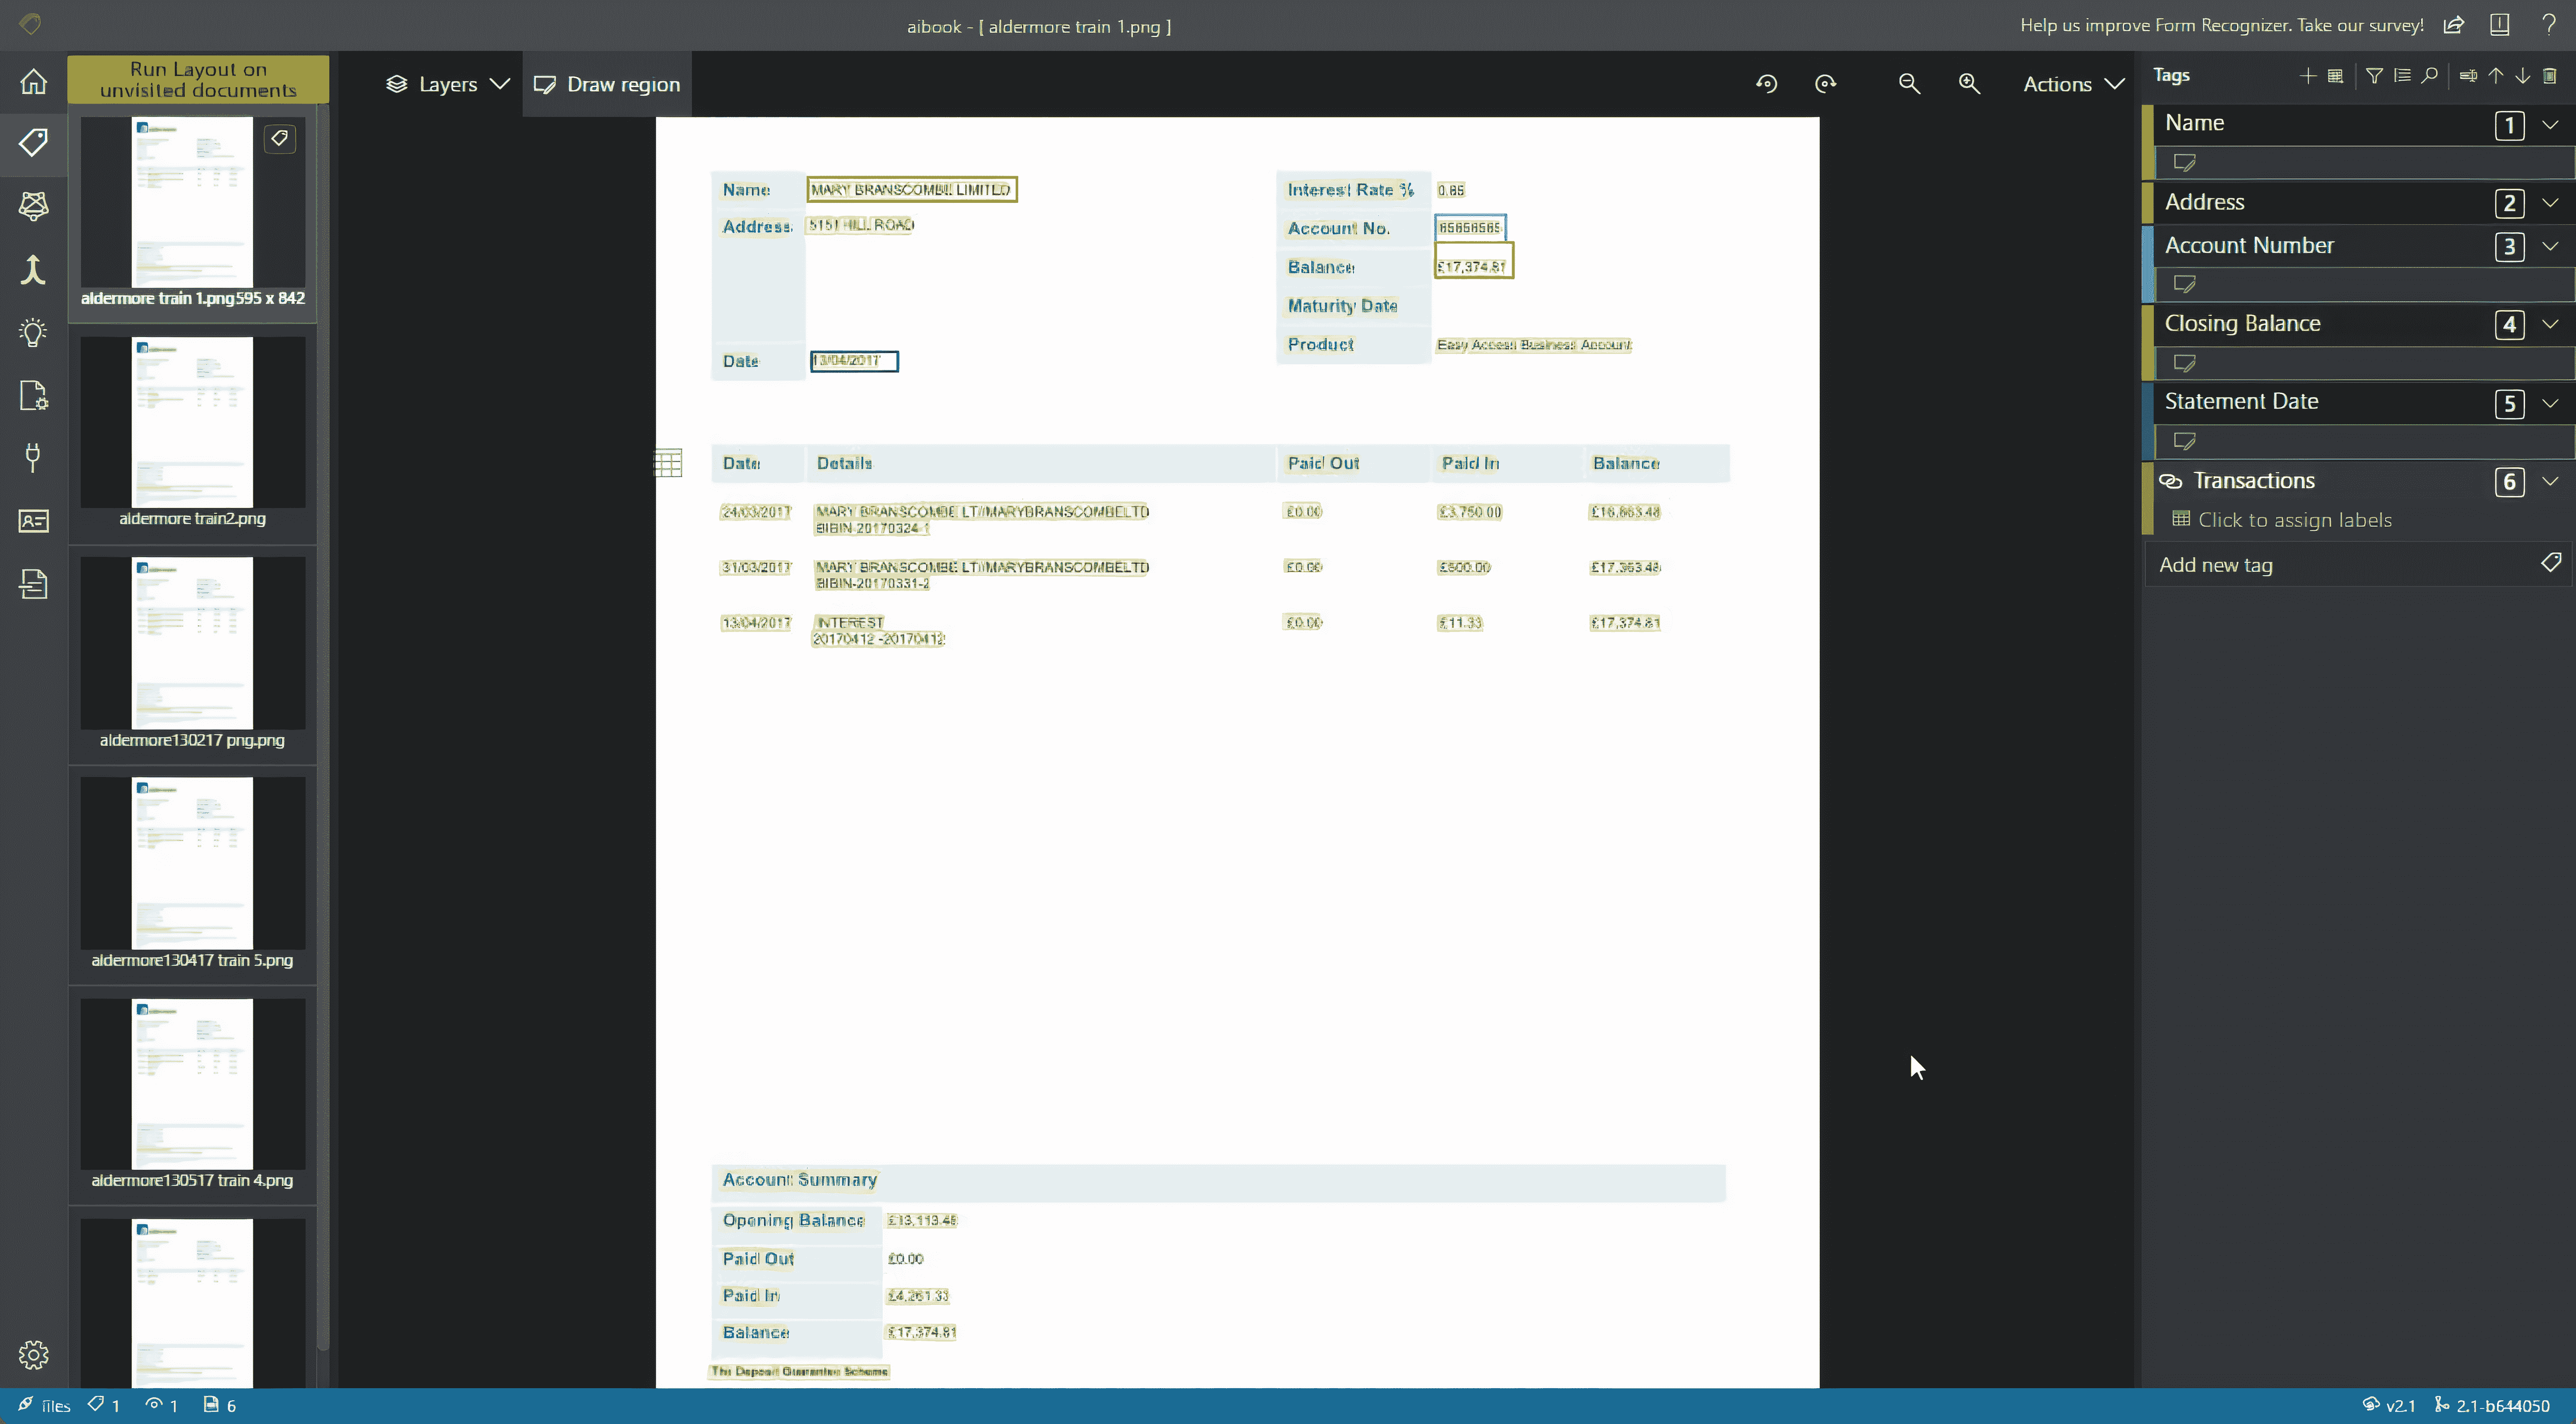 aibook - [ aldermore train 1.png ]
Help us improve Form Recognizer. Take our survey!
Run Layout on
unvisited documents
Layers
Draw region
Actions
aldermore train 1.png 595 x 842
aldermore train2.png
aldermore130217 png.png
aldermore130417 train 5.png
aldermore130517 train 4.png
Name MARY BRANSCOMBE LIMITED
Address 5151 HILL ROAD
Date 13/04/2017
Interest Rate % 0.85
Account No. 65656565
Balance £17,374.81
Maturity Date
Product Easy Access Business Account
Date Details Paid Out Paid In Balance
24/03/2017 MARY BRANSCOMBE LT//MARYBRANSCOMBELTD £0.00 £3,750.00 £16,863.48
BIBIN-20170324-1
31/03/2017 MARY BRANSCOMBE LT//MARYBRANSCOMBELTD £0.00 £500.00 £17,363.48
BIBIN-20170331-2
13/04/2017 INTEREST £0.00 £11.33 £17,374.81
20170412 -20170412
Account Summary
Opening Balance £13,113.48
Paid Out £0.00
Paid In £4,261.33
Balance £17,374.81
The Deposit Guarantee Scheme
Tags
Name 1
Address 2
Account Number 3
Closing Balance 4
Statement Date 5
Transactions 6
Click to assign labels
Add new tag
files 1 1 6
v2.1 2.1-b644050